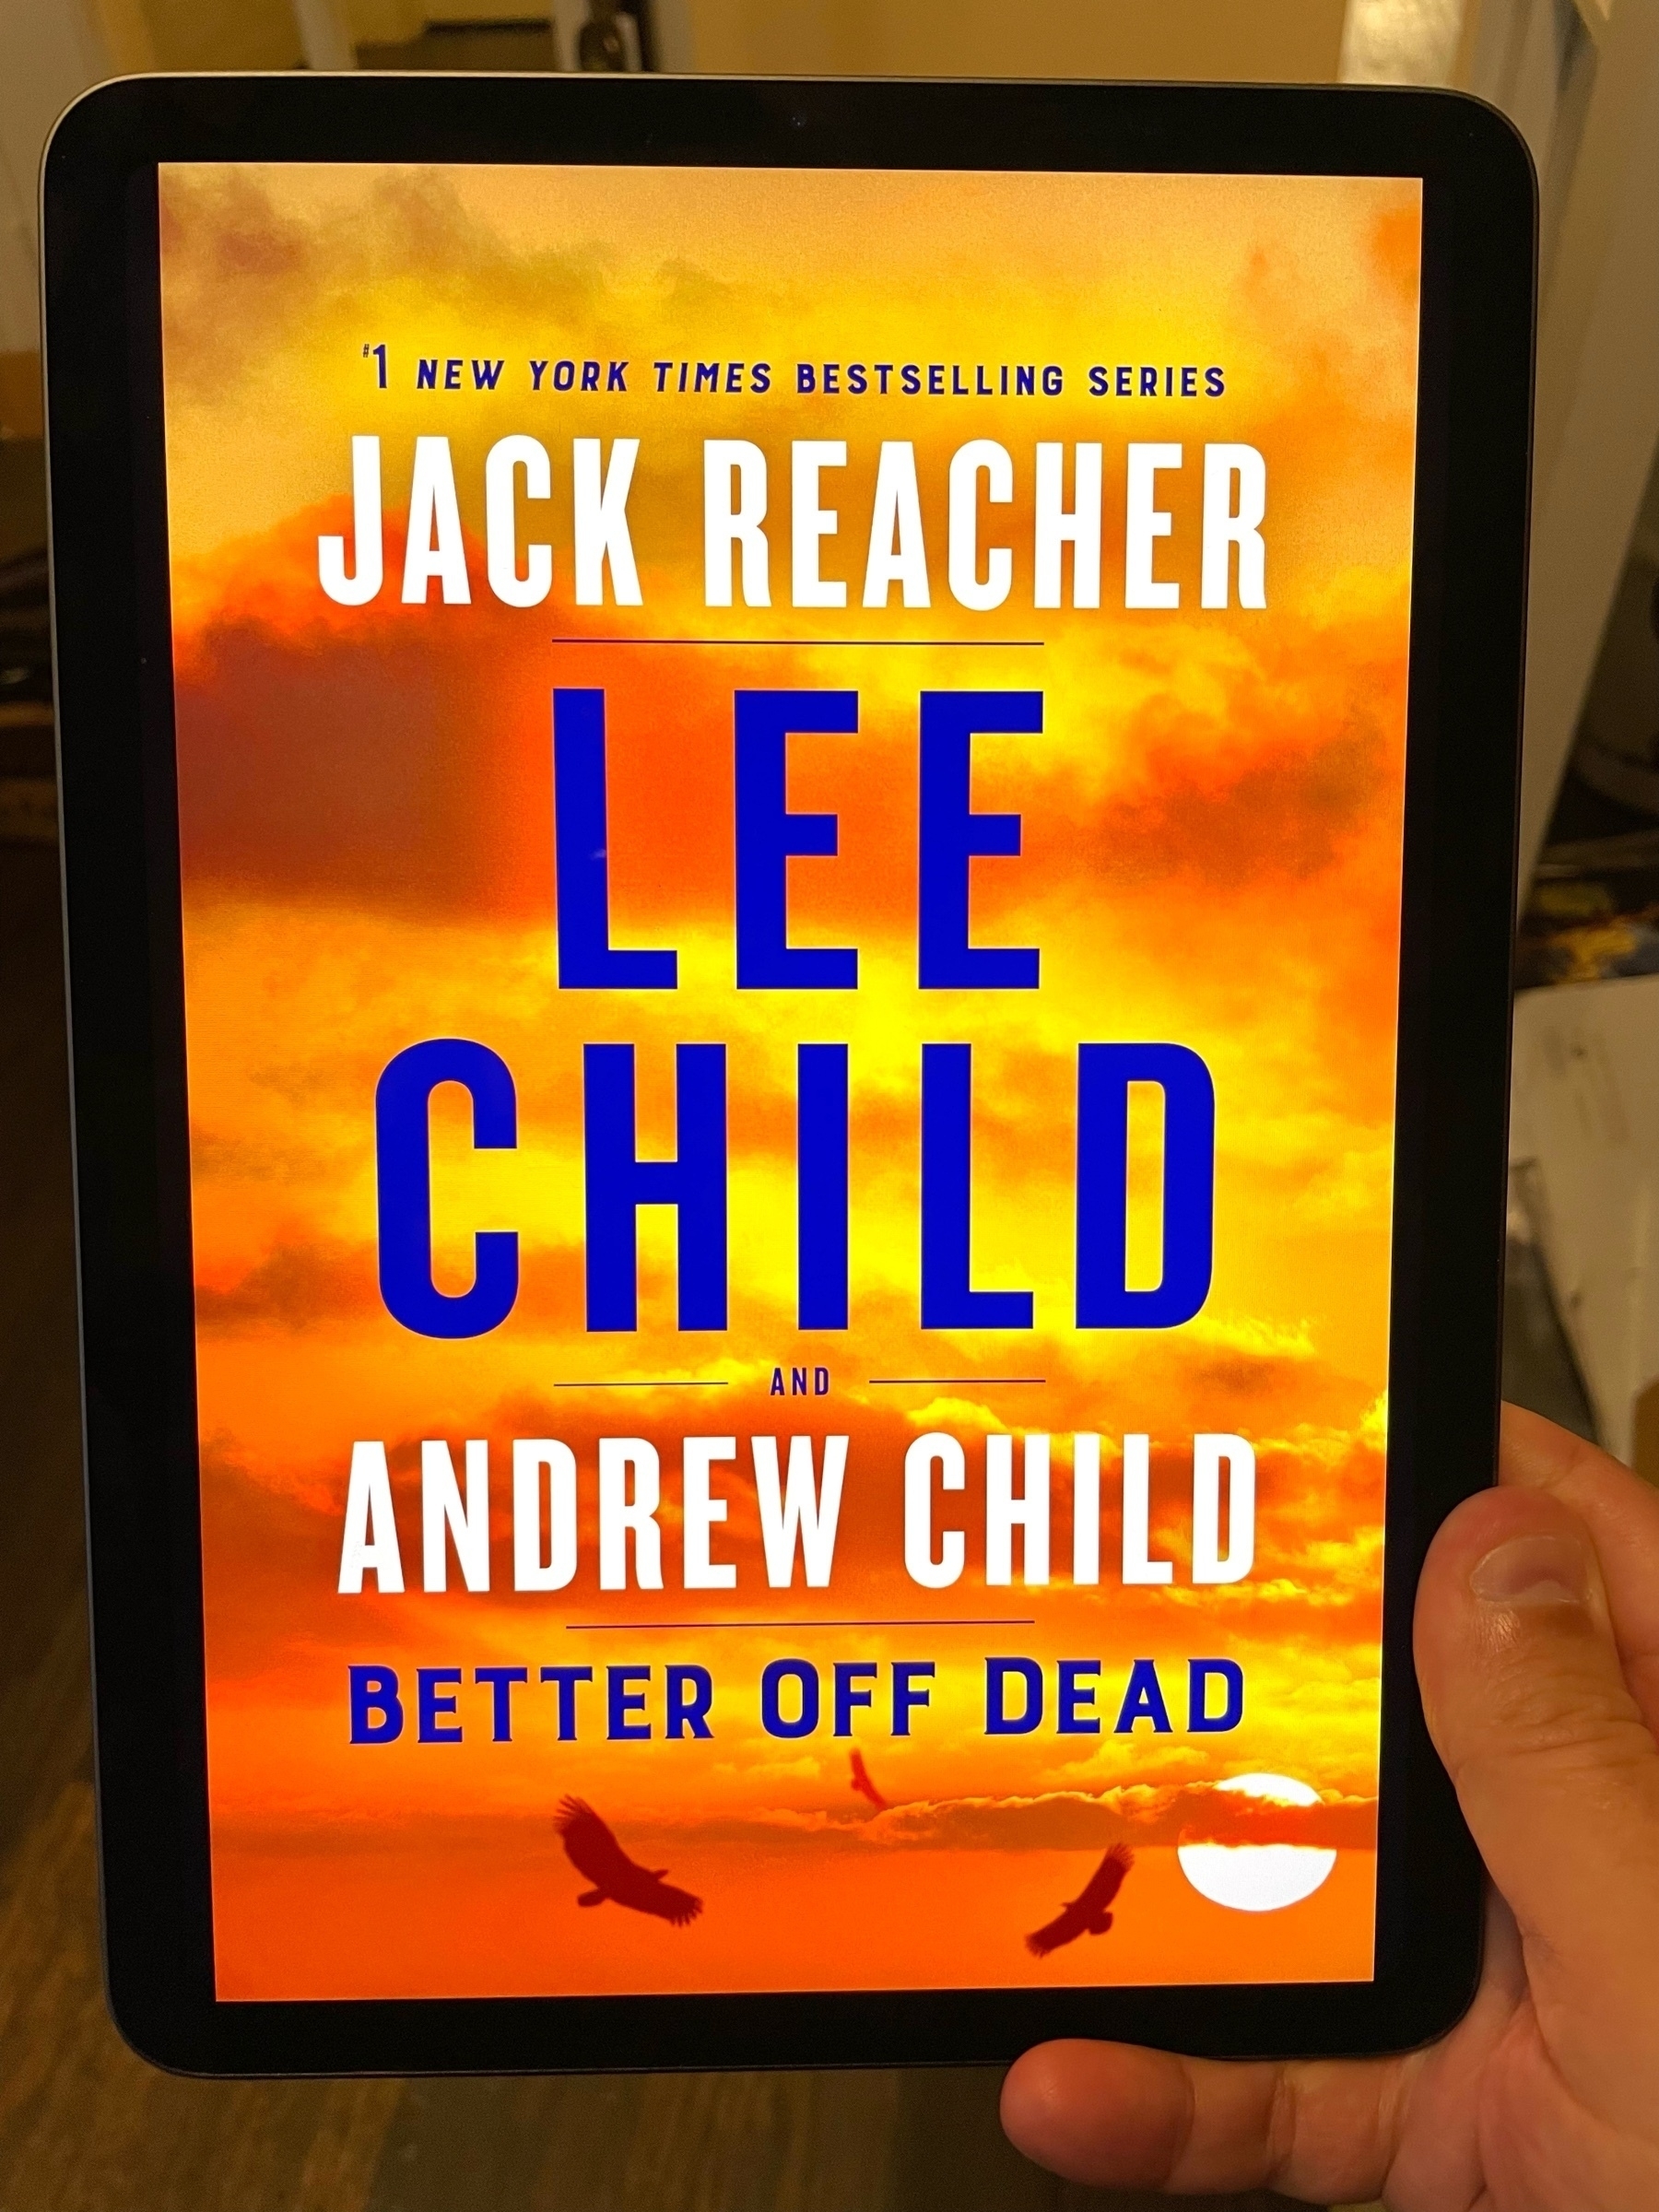 #1 NEW YORK TIMES BESTSELLING SERIES
JACK REACHER
LEE
CHILD
AND
ANDREW CHILD
BETTER OFF DEAD